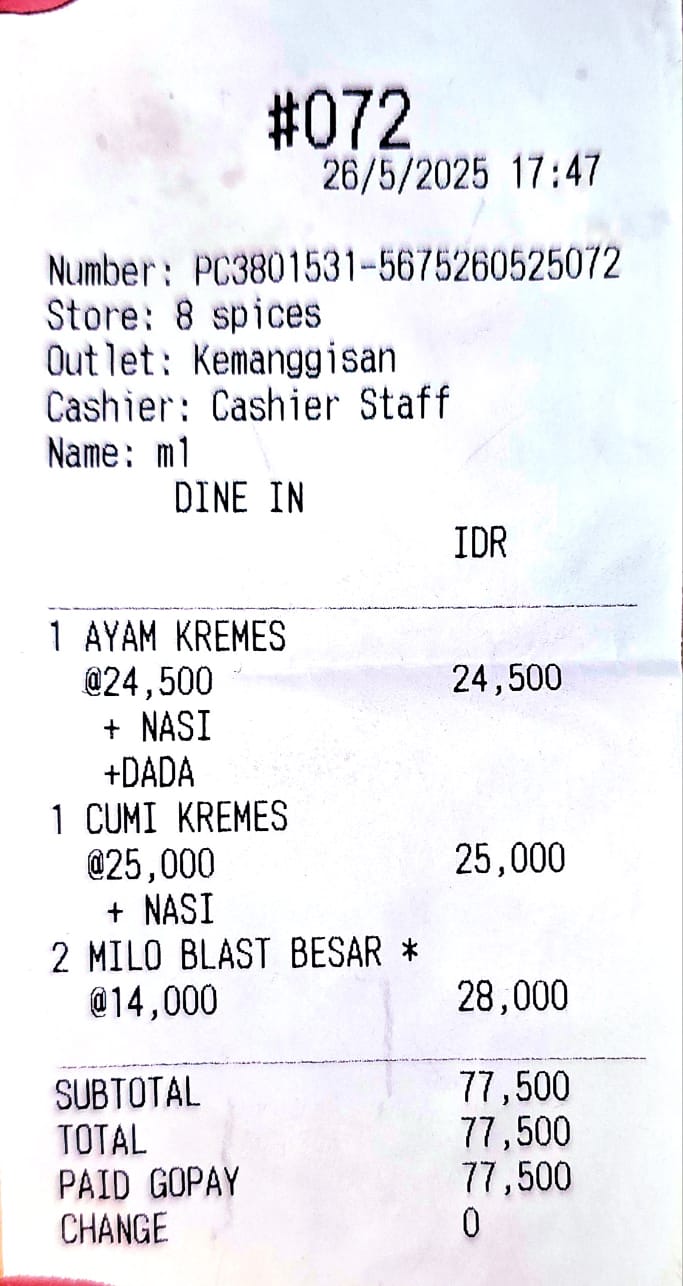 #072
26/5/2025 17:47
Number: PC3801531-5675260525072
Store: 8 spices
Outlet: Kemanggisan
Cashier: Cashier Staff
Name: m1
DINE IN
IDR
1 AYAM KREMES
@24,500 24,500
+ NASI
+DADA
1 CUMI KREMES
@25,000 25,000
+ NASI
2 MILO BLAST BESAR *
@14,000 28,000
SUBTOTAL 77,500
TOTAL 77,500
PAID GOPAY 77,500
CHANGE 0